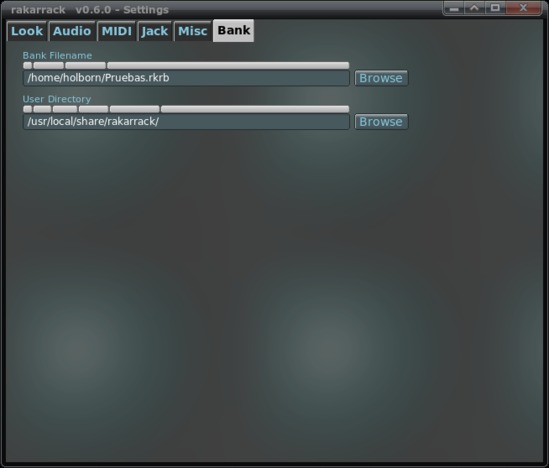 rakarrack v0.6.0 - Settings
Look Audio MIDI Jack Misc Bank
Bank Filename
/home/holborn/Pruebas.rkrb Browse
User Directory
/usr/local/share/rakarrack/ Browse